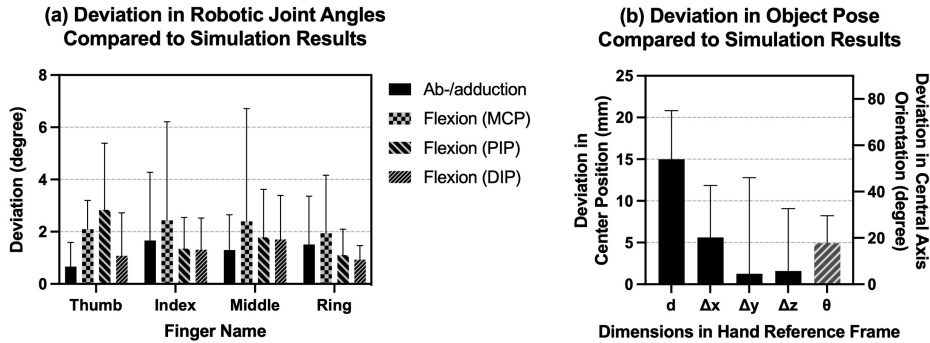 (a) Deviation in Robotic Joint Angles
Compared to Simulation Results
Deviation (degree)
8
6
4
2
0
Thumb
Index
Middle
Ring
Finger Name
Ab-/adduction
Flexion (MCP)
Flexion (PIP)
Flexion (DIP)
(b) Deviation in Object Pose
Compared to Simulation Results
Deviation in
Center Position (mm)
25
20
15
10
5
0
d
Δx
Δy
Δz
θ
Dimensions in Hand Reference Frame
80
60
40
20
0
Deviation in Central Axis
Orientation (degree)